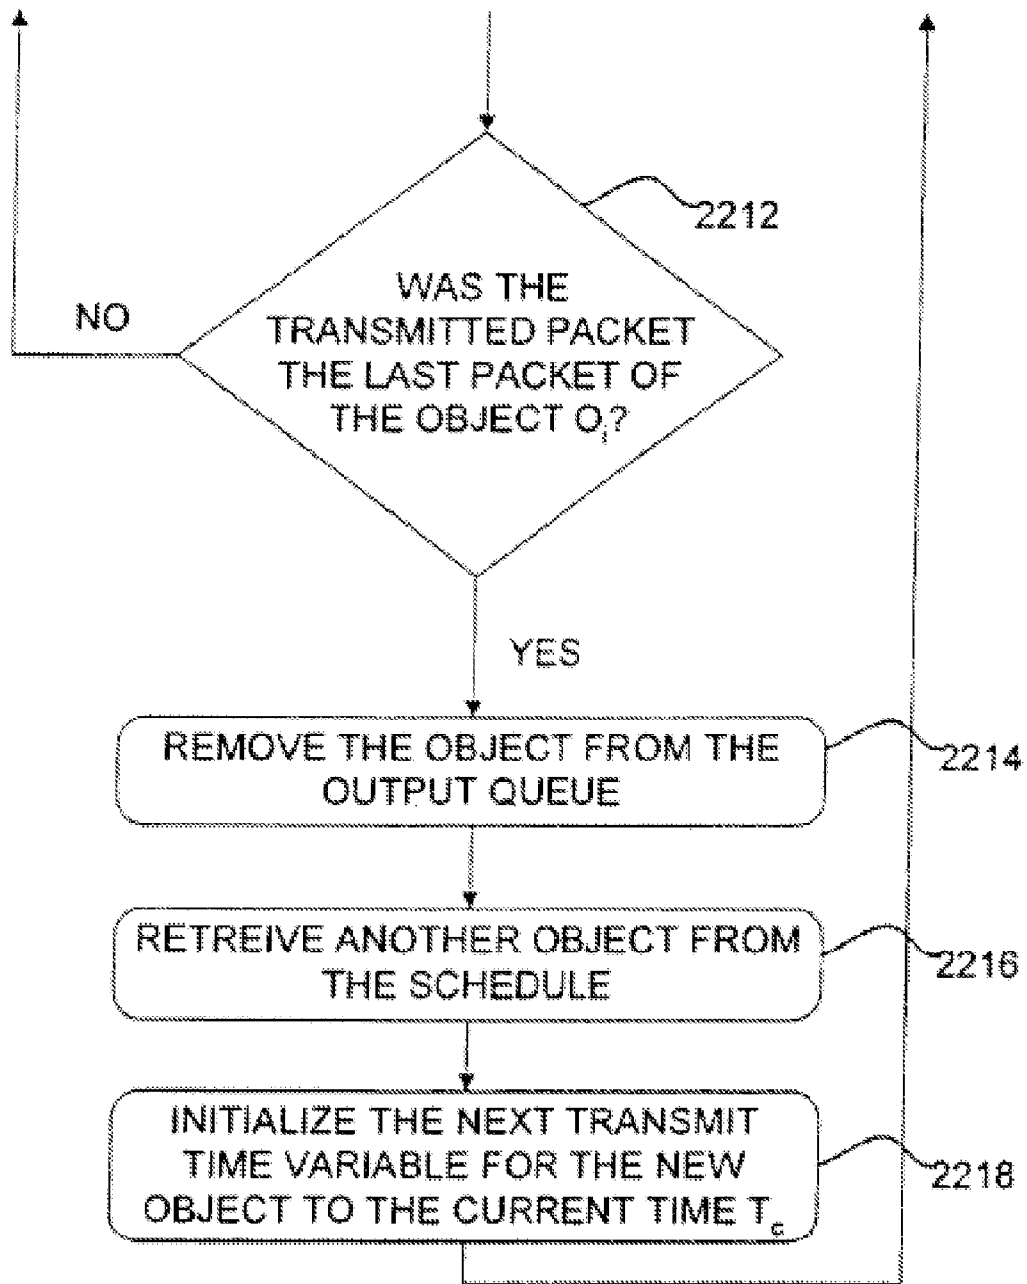 2212
WAS THE
TRANSMITTED PACKET
THE LAST PACKET OF
THE OBJECT Oi?
NO
YES
REMOVE THE OBJECT FROM THE
OUTPUT QUEUE
2214
RETREIVE ANOTHER OBJECT FROM
THE SCHEDULE
2216
INITIALIZE THE NEXT TRANSMIT
TIME VARIABLE FOR THE NEW
OBJECT TO THE CURRENT TIME Tc
2218